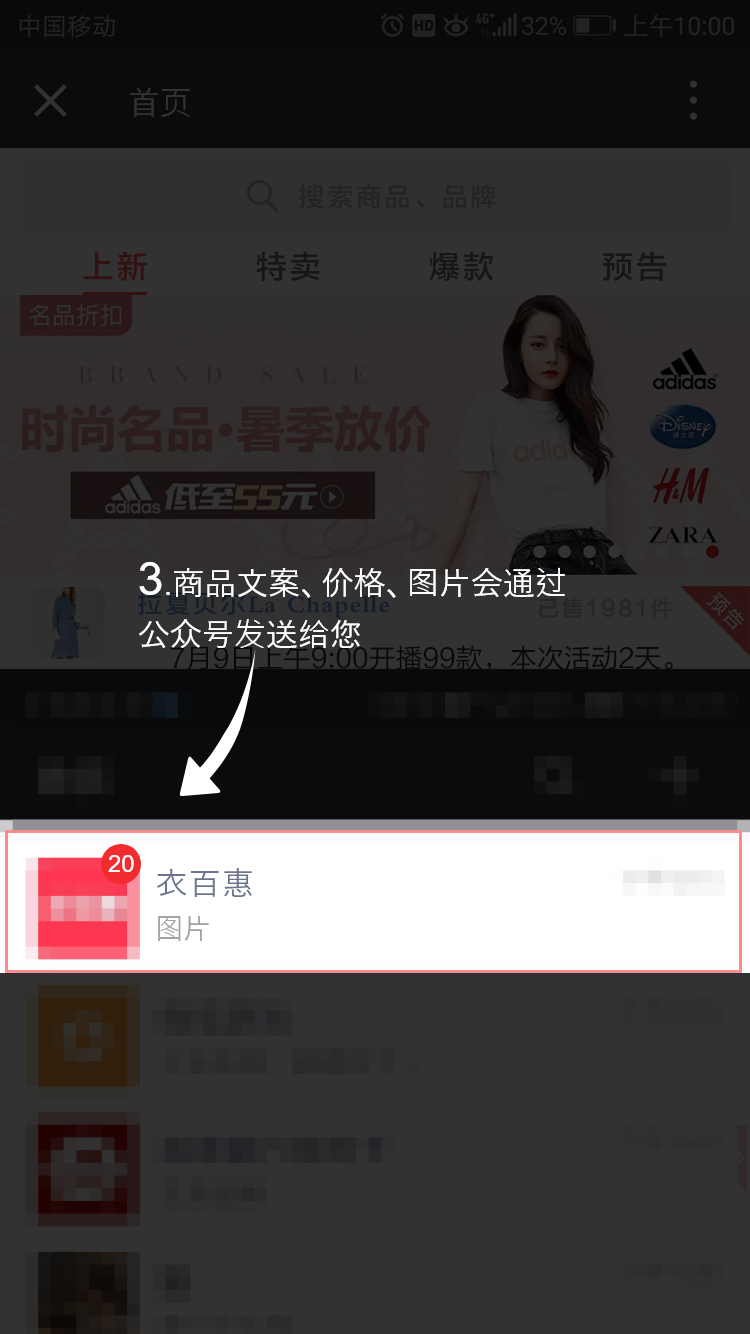 中国移动
HD 4G+ 32% 上午10:00
首页
搜索商品、品牌
上新 特卖 爆款 预告
名品折扣
BRAND SALE
时尚名品·暑季放价
adidas 低至55元
adidas
adidas
Disney
迪士尼
H&M
ZARA
3.商品文案、价格、图片会通过
公众号发送给您
拉夏贝尔La Chapelle
已售1981件
预告
7月9日上午9:00开播99款，本次活动2天。
20
衣百惠
图片